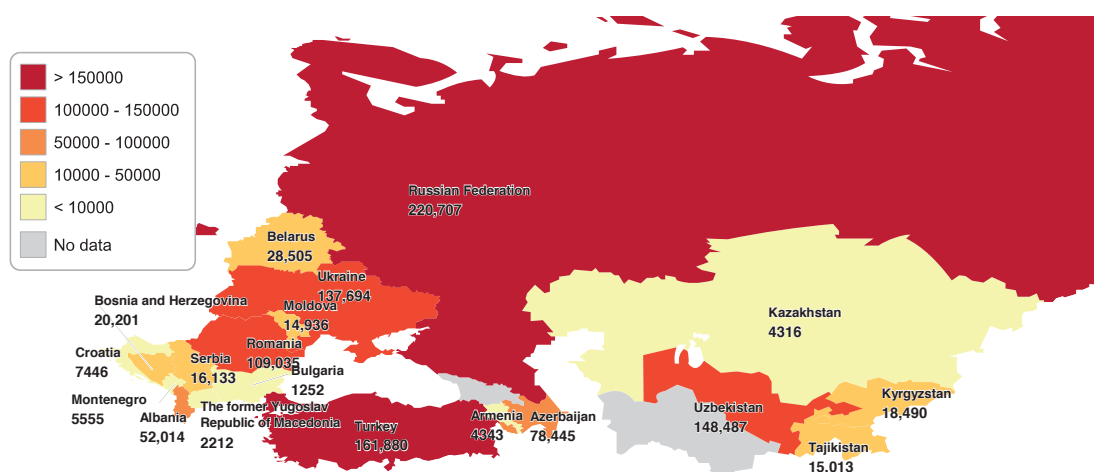 > 150000
100000 - 150000
50000 - 100000
10000 - 50000
< 10000
No data
Russian Federation
220,707
Belarus
28,505
Ukraine
137,694
Bosnia and Herzegovina
20,201
Moldova
14,936
Kazakhstan
4316
Croatia
7446
Serbia
16,133
Romania
109,035
Bulgaria
1252
Montenegro
5555
Albania
52,014
The former Yugoslav
Republic of Macedonia
2212
Turkey
161,880
Armenia
4343
Azerbaijan
78,445
Uzbekistan
148,487
Kyrgyzstan
18,490
Tajikistan
15,013